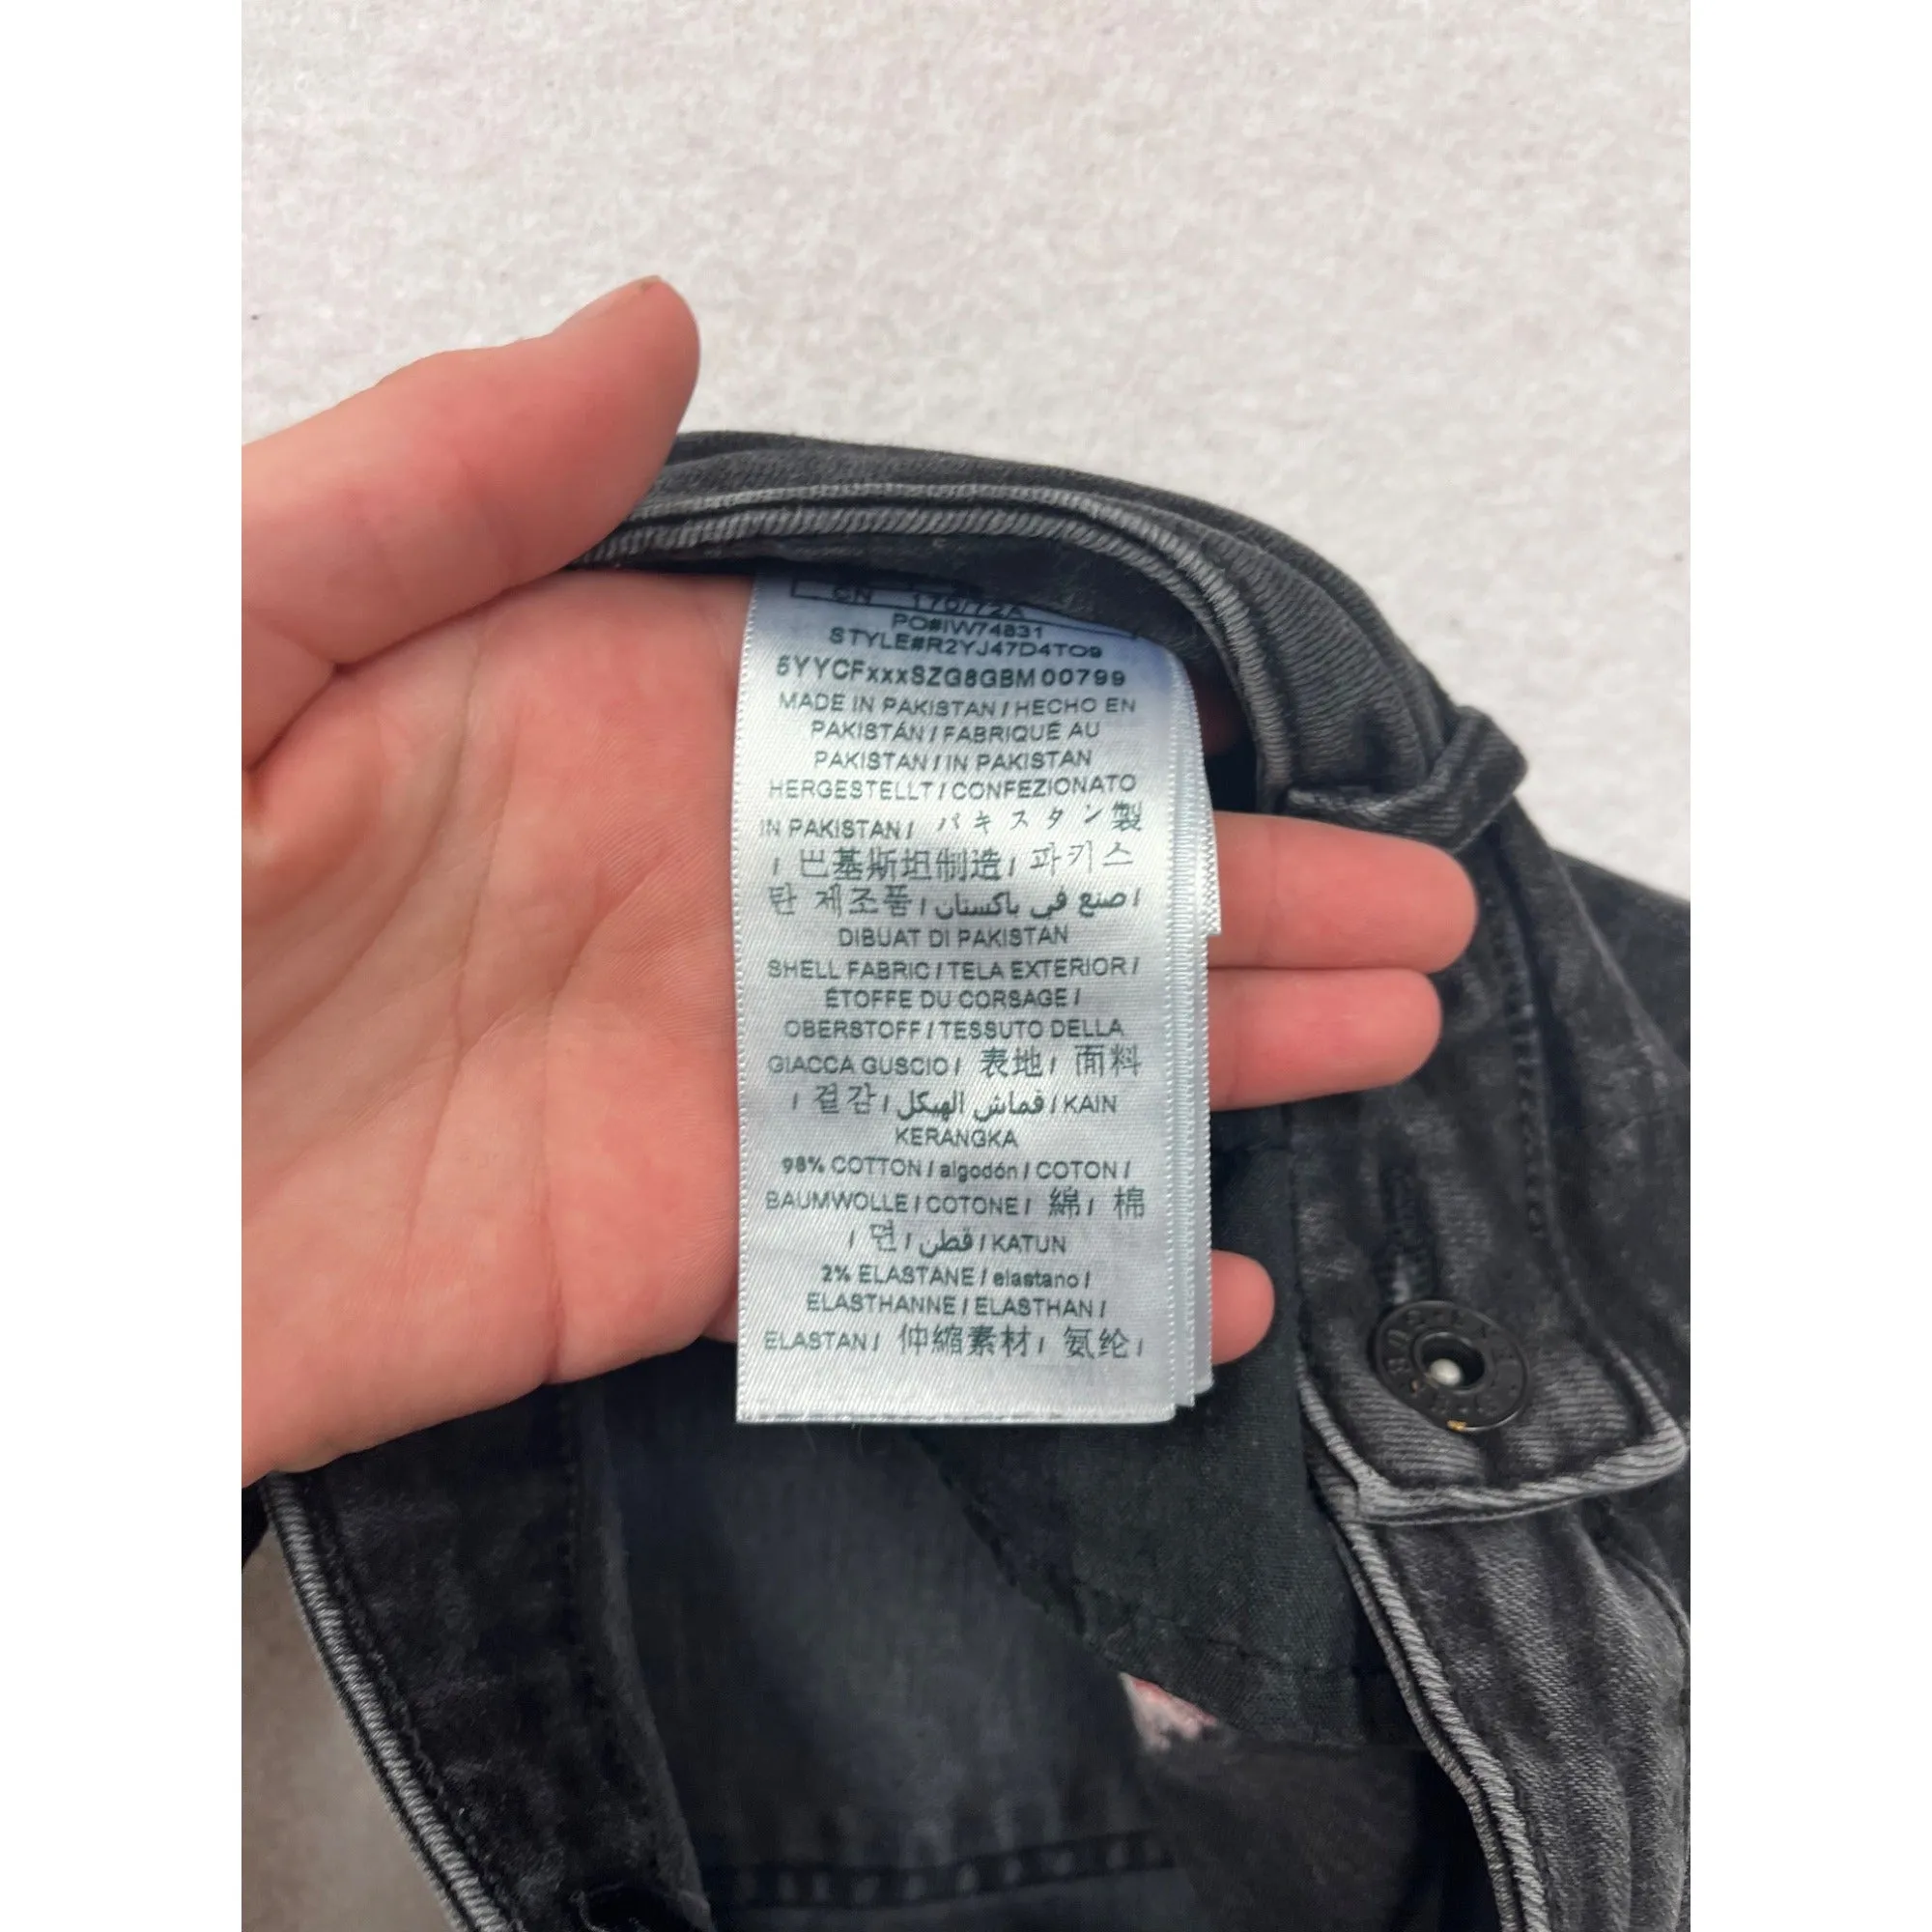 CN 170/72A
PO#IW74831
STYLE#R2YJ47D4TO9
5YYCFxxxSZG8GBM00799
MADE IN PAKISTAN / HECHO EN
PAKISTÁN / FABRIQUÉ AU
PAKISTAN / IN PAKISTAN
HERGESTELLT / CONFEZIONATO
IN PAKISTAN / パキスタン製
/ 巴基斯坦制造 / 파키스
탄 제조품 / صنع في باكستان /
DIBUAT DI PAKISTAN
SHELL FABRIC / TELA EXTERIOR /
ÉTOFFE DU CORSAGE /
OBERSTOFF / TESSUTO DELLA
GIACCA GUSCIO / 表地 / 面料
/ 겉감 / قماش الهيكل / KAIN
KERANGKA
98% COTTON / algodón / COTON /
BAUMWOLLE / COTONE / 綿 / 棉
/ 면 / قطن / KATUN
2% ELASTANE / elastano /
ELASTHANNE / ELASTHAN /
ELASTAN / 伸縮素材 / 氨纶 /